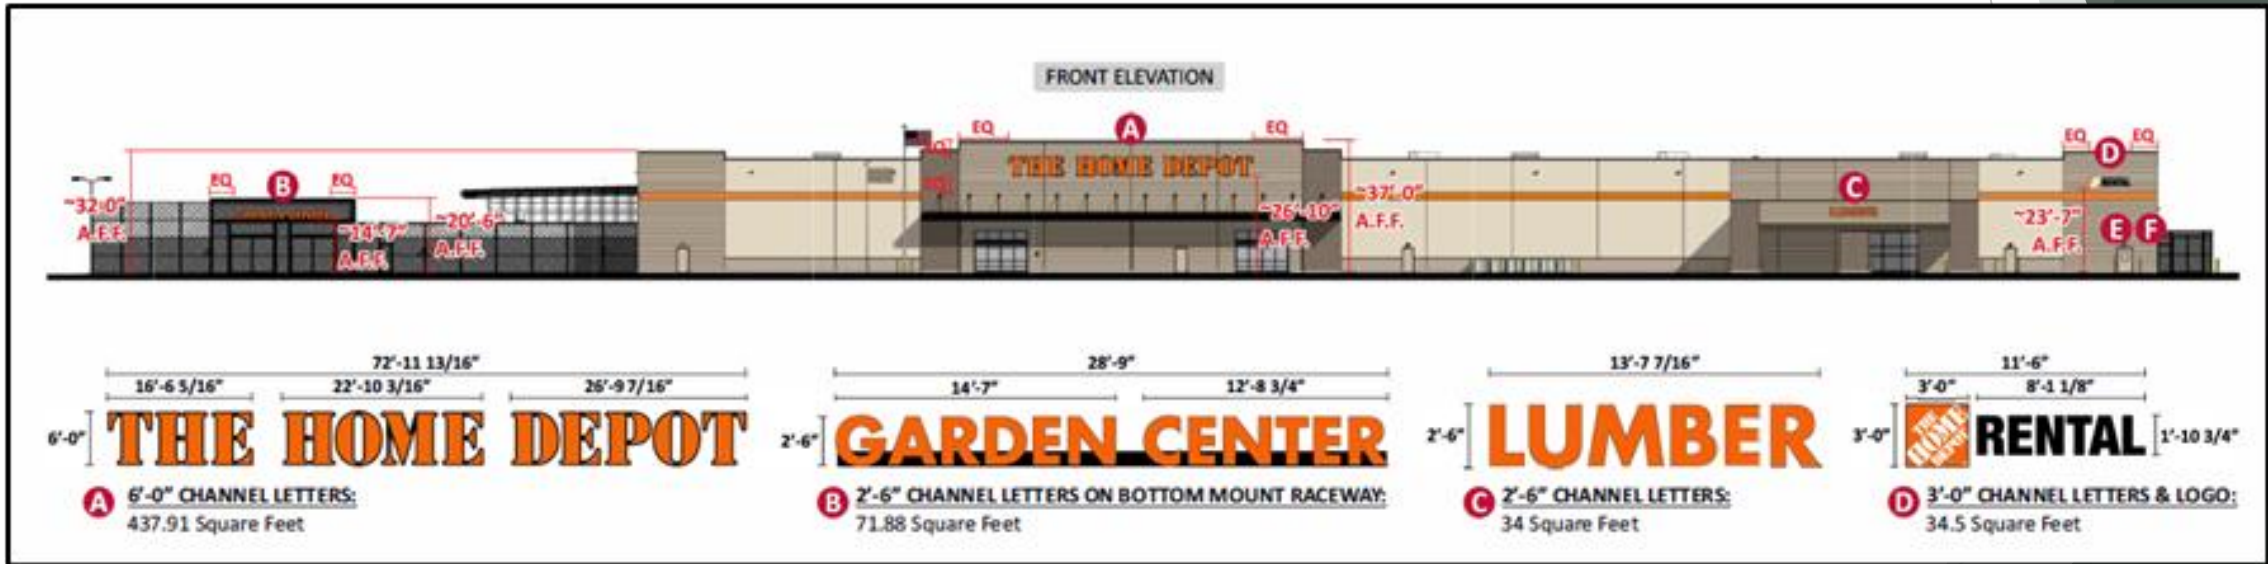 FRONT ELEVATION
EQ
A
EQ
EQ
D
EQ
EQ
B
EQ
THE HOME DEPOT
C
RENTAL
~32'-0"
A.F.F.
~14'-7"
A.F.F.
~20'-6"
A.F.F.
~26'-10"
A.F.F.
~37'-0"
A.F.F.
LUMBER
~23'-7"
A.F.F.
E
F
72'-11 13/16"
16'-6 5/16"
22'-10 3/16"
26'-9 7/16"
6'-0"
THE HOME DEPOT
A
6'-0" CHANNEL LETTERS:
437.91 Square Feet
28'-9"
14'-7"
12'-8 3/4"
2'-6"
GARDEN CENTER
B
2'-6" CHANNEL LETTERS ON BOTTOM MOUNT RACEWAY:
71.88 Square Feet
13'-7 7/16"
2'-6"
LUMBER
C
2'-6" CHANNEL LETTERS:
34 Square Feet
11'-6"
3'-0"
8'-1 1/8"
3'-0"
THE HOME DEPOT
RENTAL
1'-10 3/4"
D
3'-0" CHANNEL LETTERS & LOGO:
34.5 Square Feet